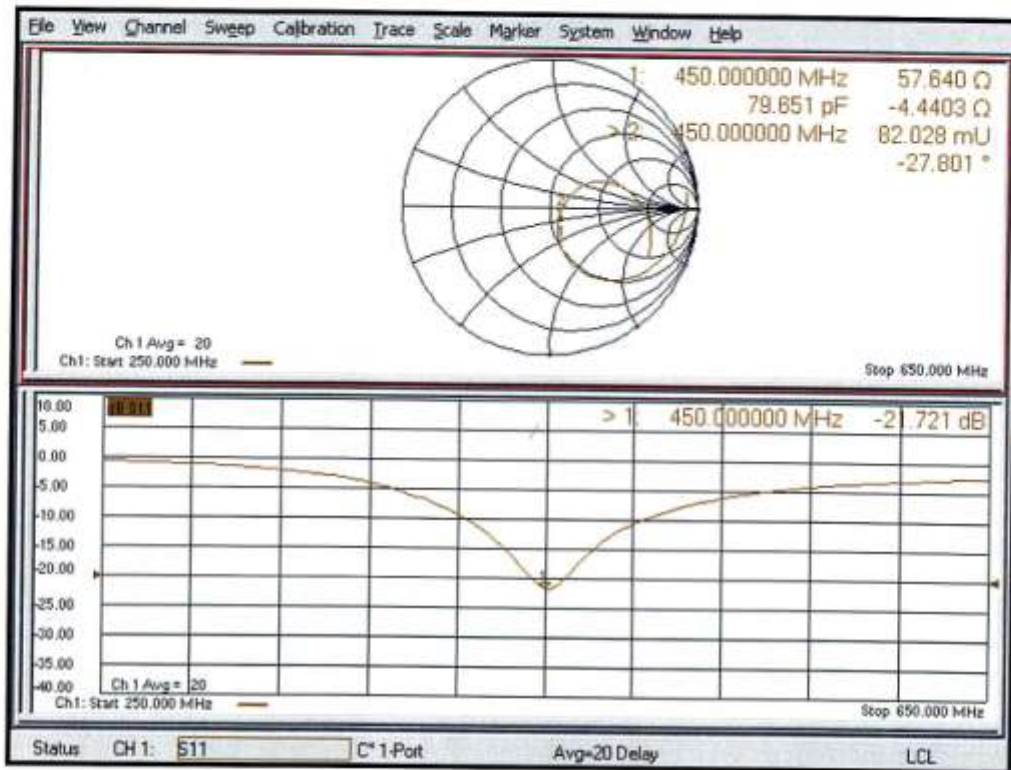 File View Channel Sweep Calibration Trace Scale Marker System Window Help
1: 450.000000 MHz 57.640 Ω
79.651 pF -4.4403 Ω
> 2: 450.000000 MHz 82.028 mU
-27.801 °
Ch 1 Avg = 20
Ch1: Start 250.000 MHz
Stop 650.000 MHz
10.00
5.00
0.00
-5.00
-10.00
-15.00
-20.00
-25.00
-30.00
-35.00
-40.00
> 1: 450.000000 MHz -21.721 dB
1
Ch 1 Avg = 20
Ch1: Start 250.000 MHz
Stop 650.000 MHz
Status CH 1: S11 C* 1-Port Avg=20 Delay LCL